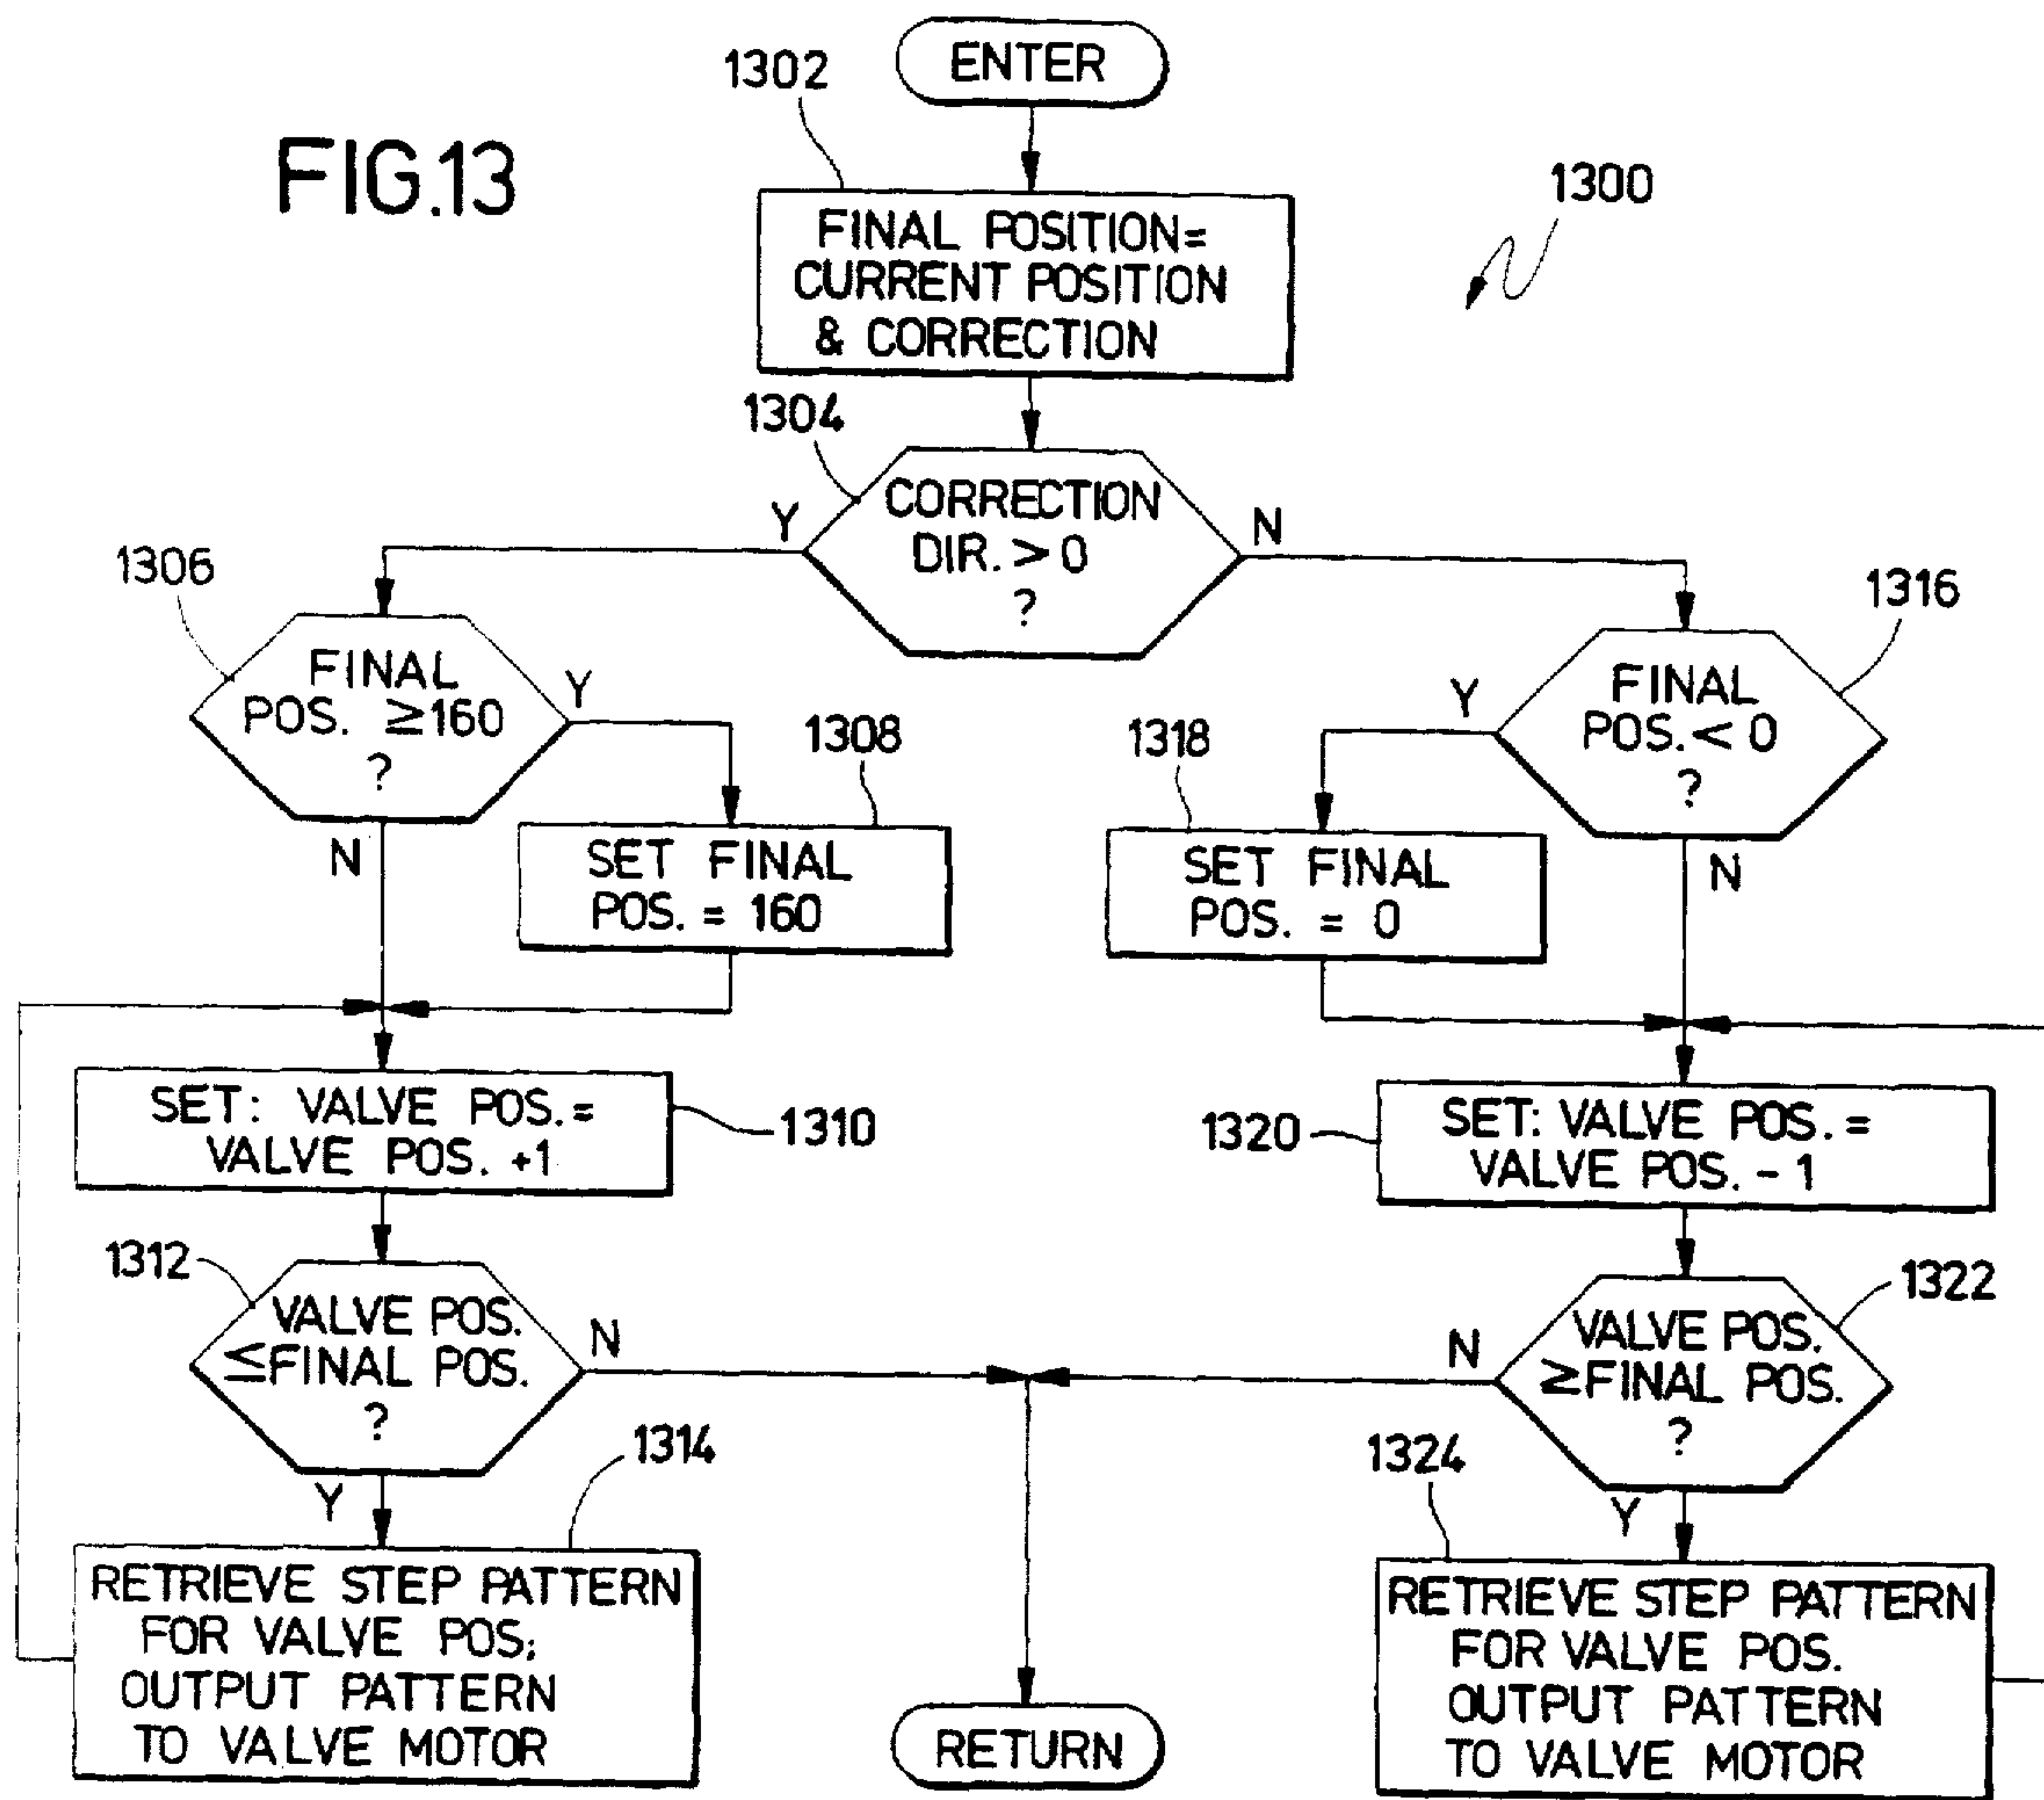 FIG.13
ENTER
1302
1300
FINAL POSITION=
CURRENT POSITION
& CORRECTION
1304
CORRECTION
DIR. > 0
?
Y
N
1306
FINAL
POS. ≥160
?
Y
N
1308
SET FINAL
POS. = 160
1316
FINAL
POS. < 0
?
Y
N
1318
SET FINAL
POS. = 0
SET: VALVE POS. =
VALVE POS. +1
1310
1320
SET: VALVE POS. =
VALVE POS. - 1
1312
VALVE POS.
≤FINAL POS.
?
N
Y
1322
VALVE POS.
≥FINAL POS.
?
N
Y
1314
RETRIEVE STEP PATTERN
FOR VALVE POS;
OUTPUT PATTERN
TO VALVE MOTOR
1324
RETRIEVE STEP PATTERN
FOR VALVE POS.
OUTPUT PATTERN
TO VALVE MOTOR
RETURN